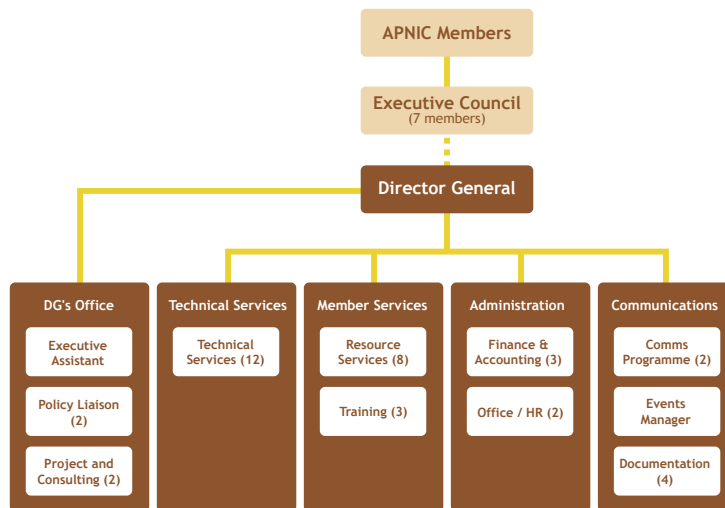 APNIC Members
Executive Council
(7 members)
Director General
DG's Office
Executive
Assistant
Policy Liaison
(2)
Project and
Consulting (2)
Technical Services
Technical
Services (12)
Member Services
Resource
Services (8)
Training (3)
Administration
Finance &
Accounting (3)
Office / HR (2)
Communications
Comms
Programme (2)
Events
Manager
Documentation
(4)